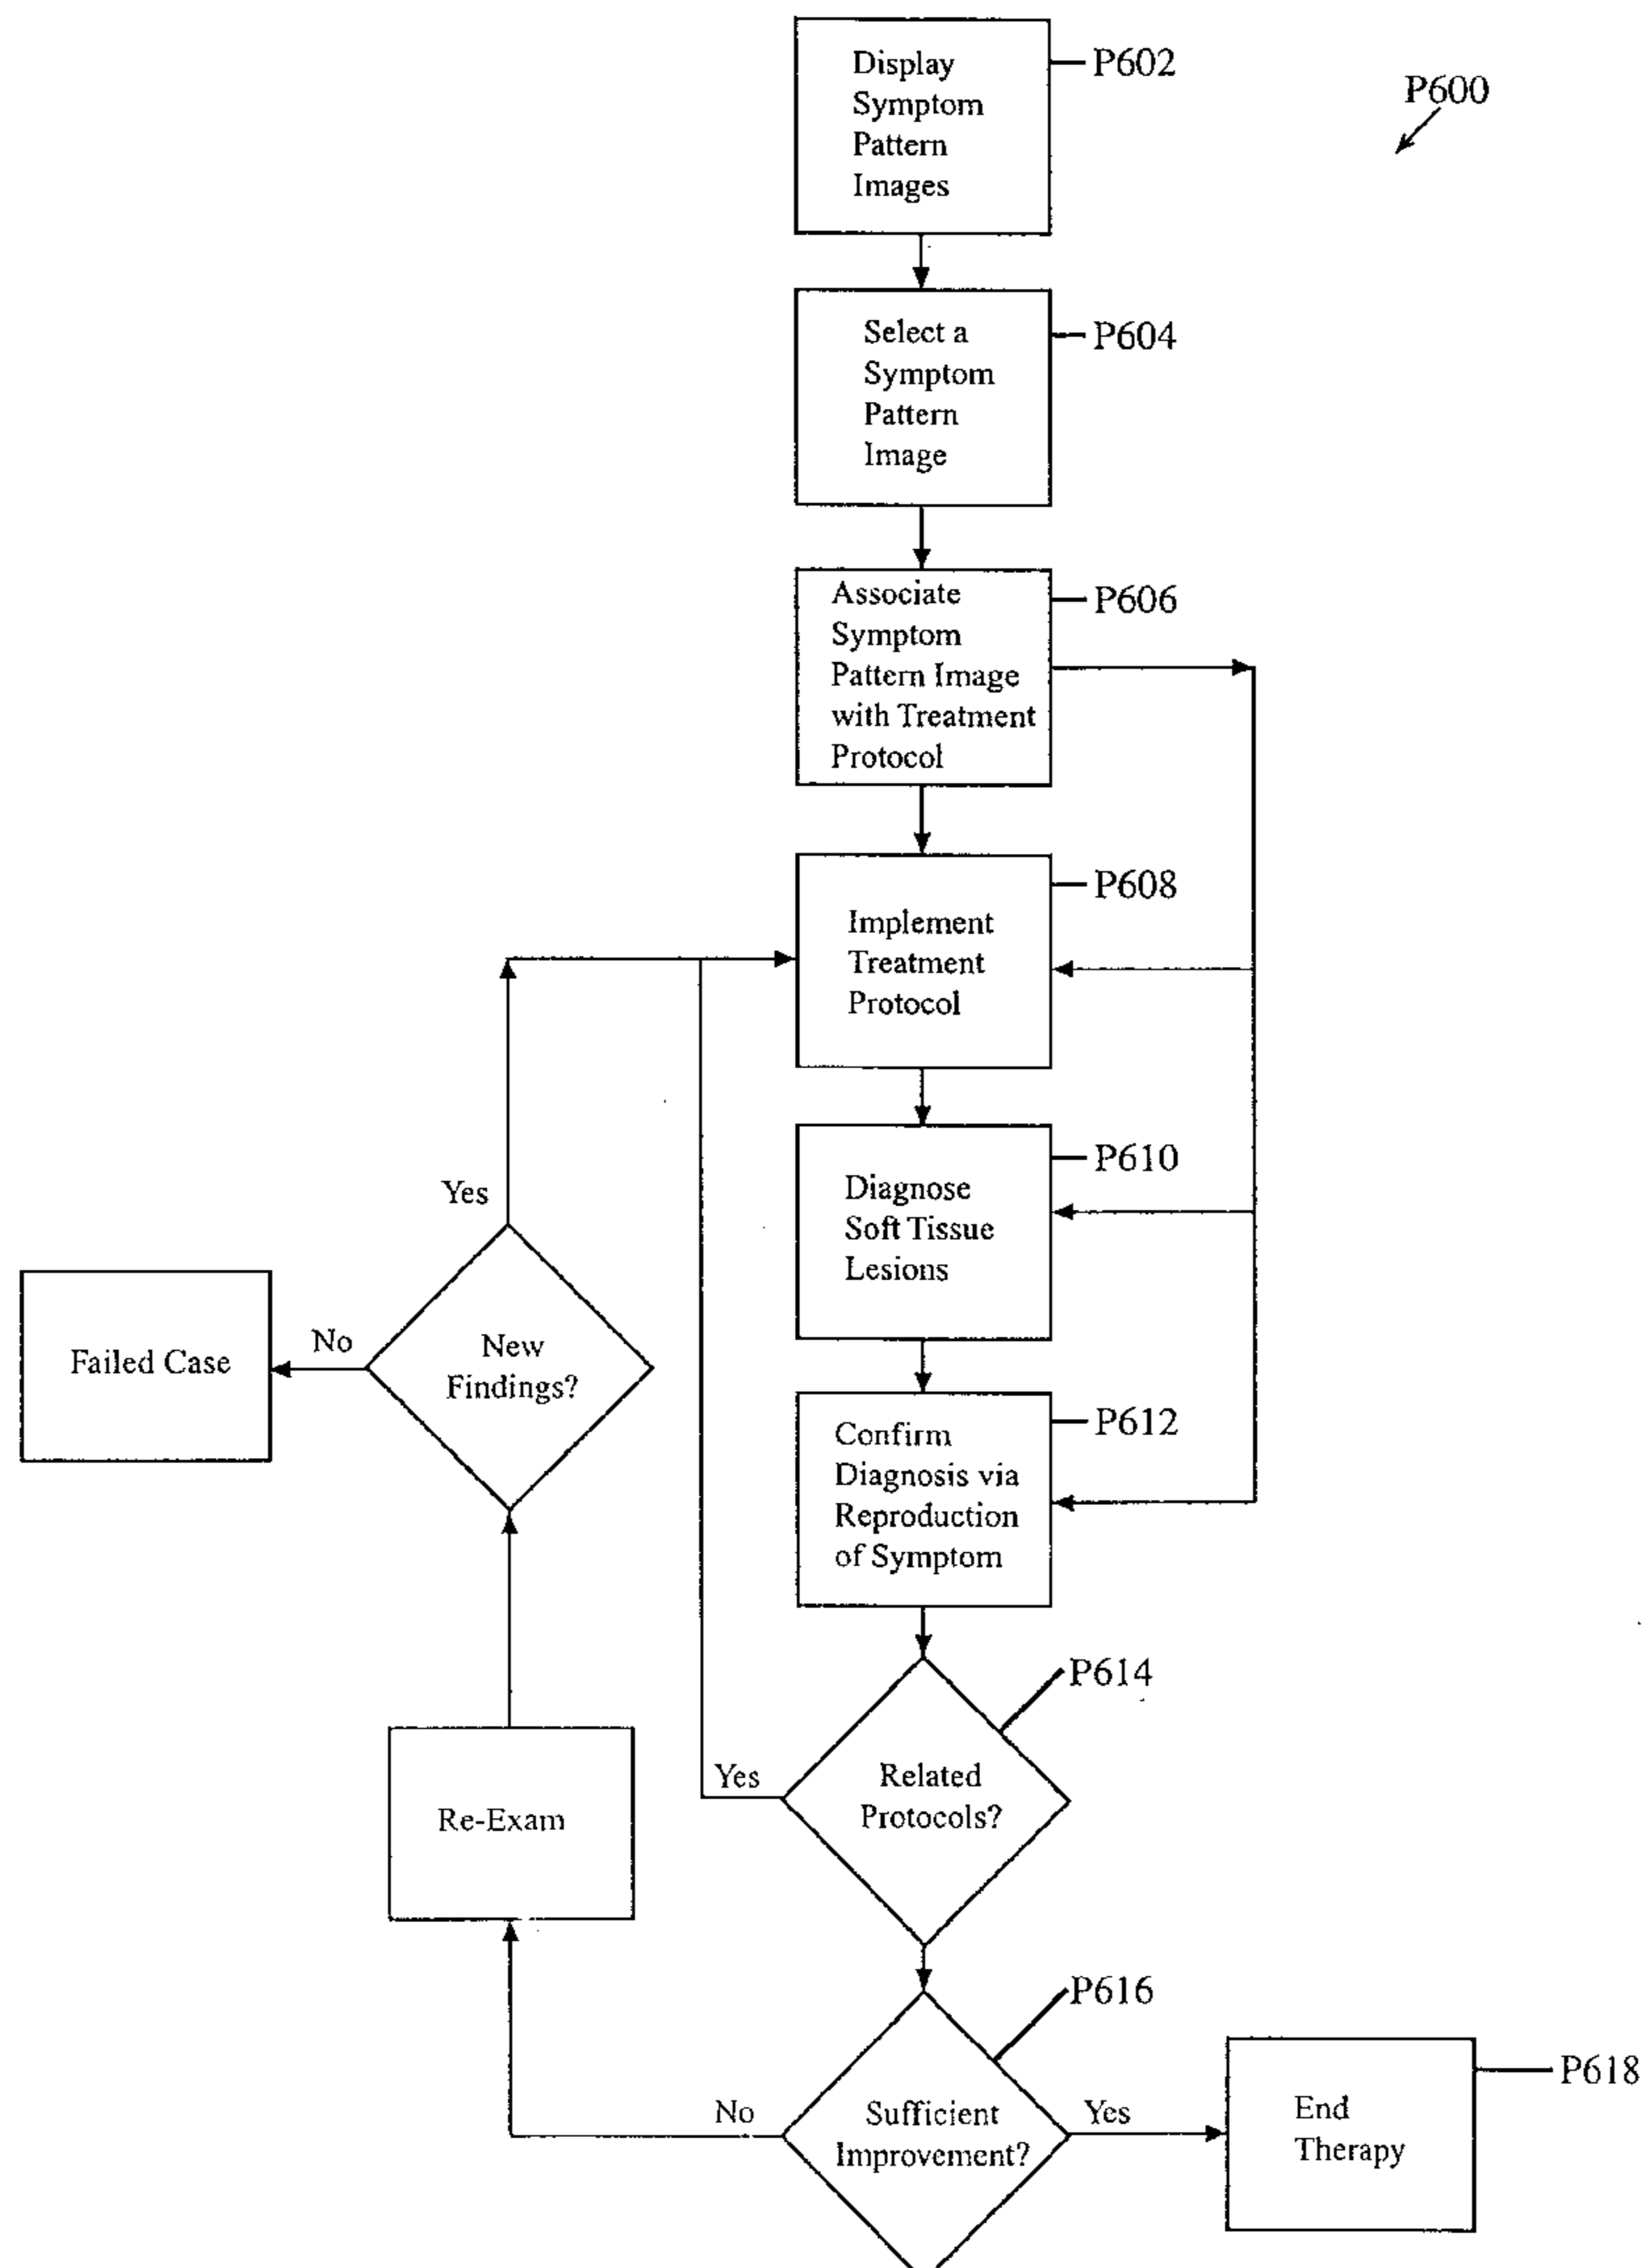 Display
Symptom
Pattern
Images
P602
P600
Select a
Symptom
Pattern
Image
P604
Associate
Symptom
Pattern Image
with Treatment
Protocol
P606
Implement
Treatment
Protocol
P608
Diagnose
Soft Tissue
Lesions
P610
Yes
Failed Case
No
New
Findings?
Confirm
Diagnosis via
Reproduction
of Symptom
P612
P614
Yes
Related
Protocols?
Re-Exam
P616
No
Sufficient
Improvement?
Yes
End
Therapy
P618